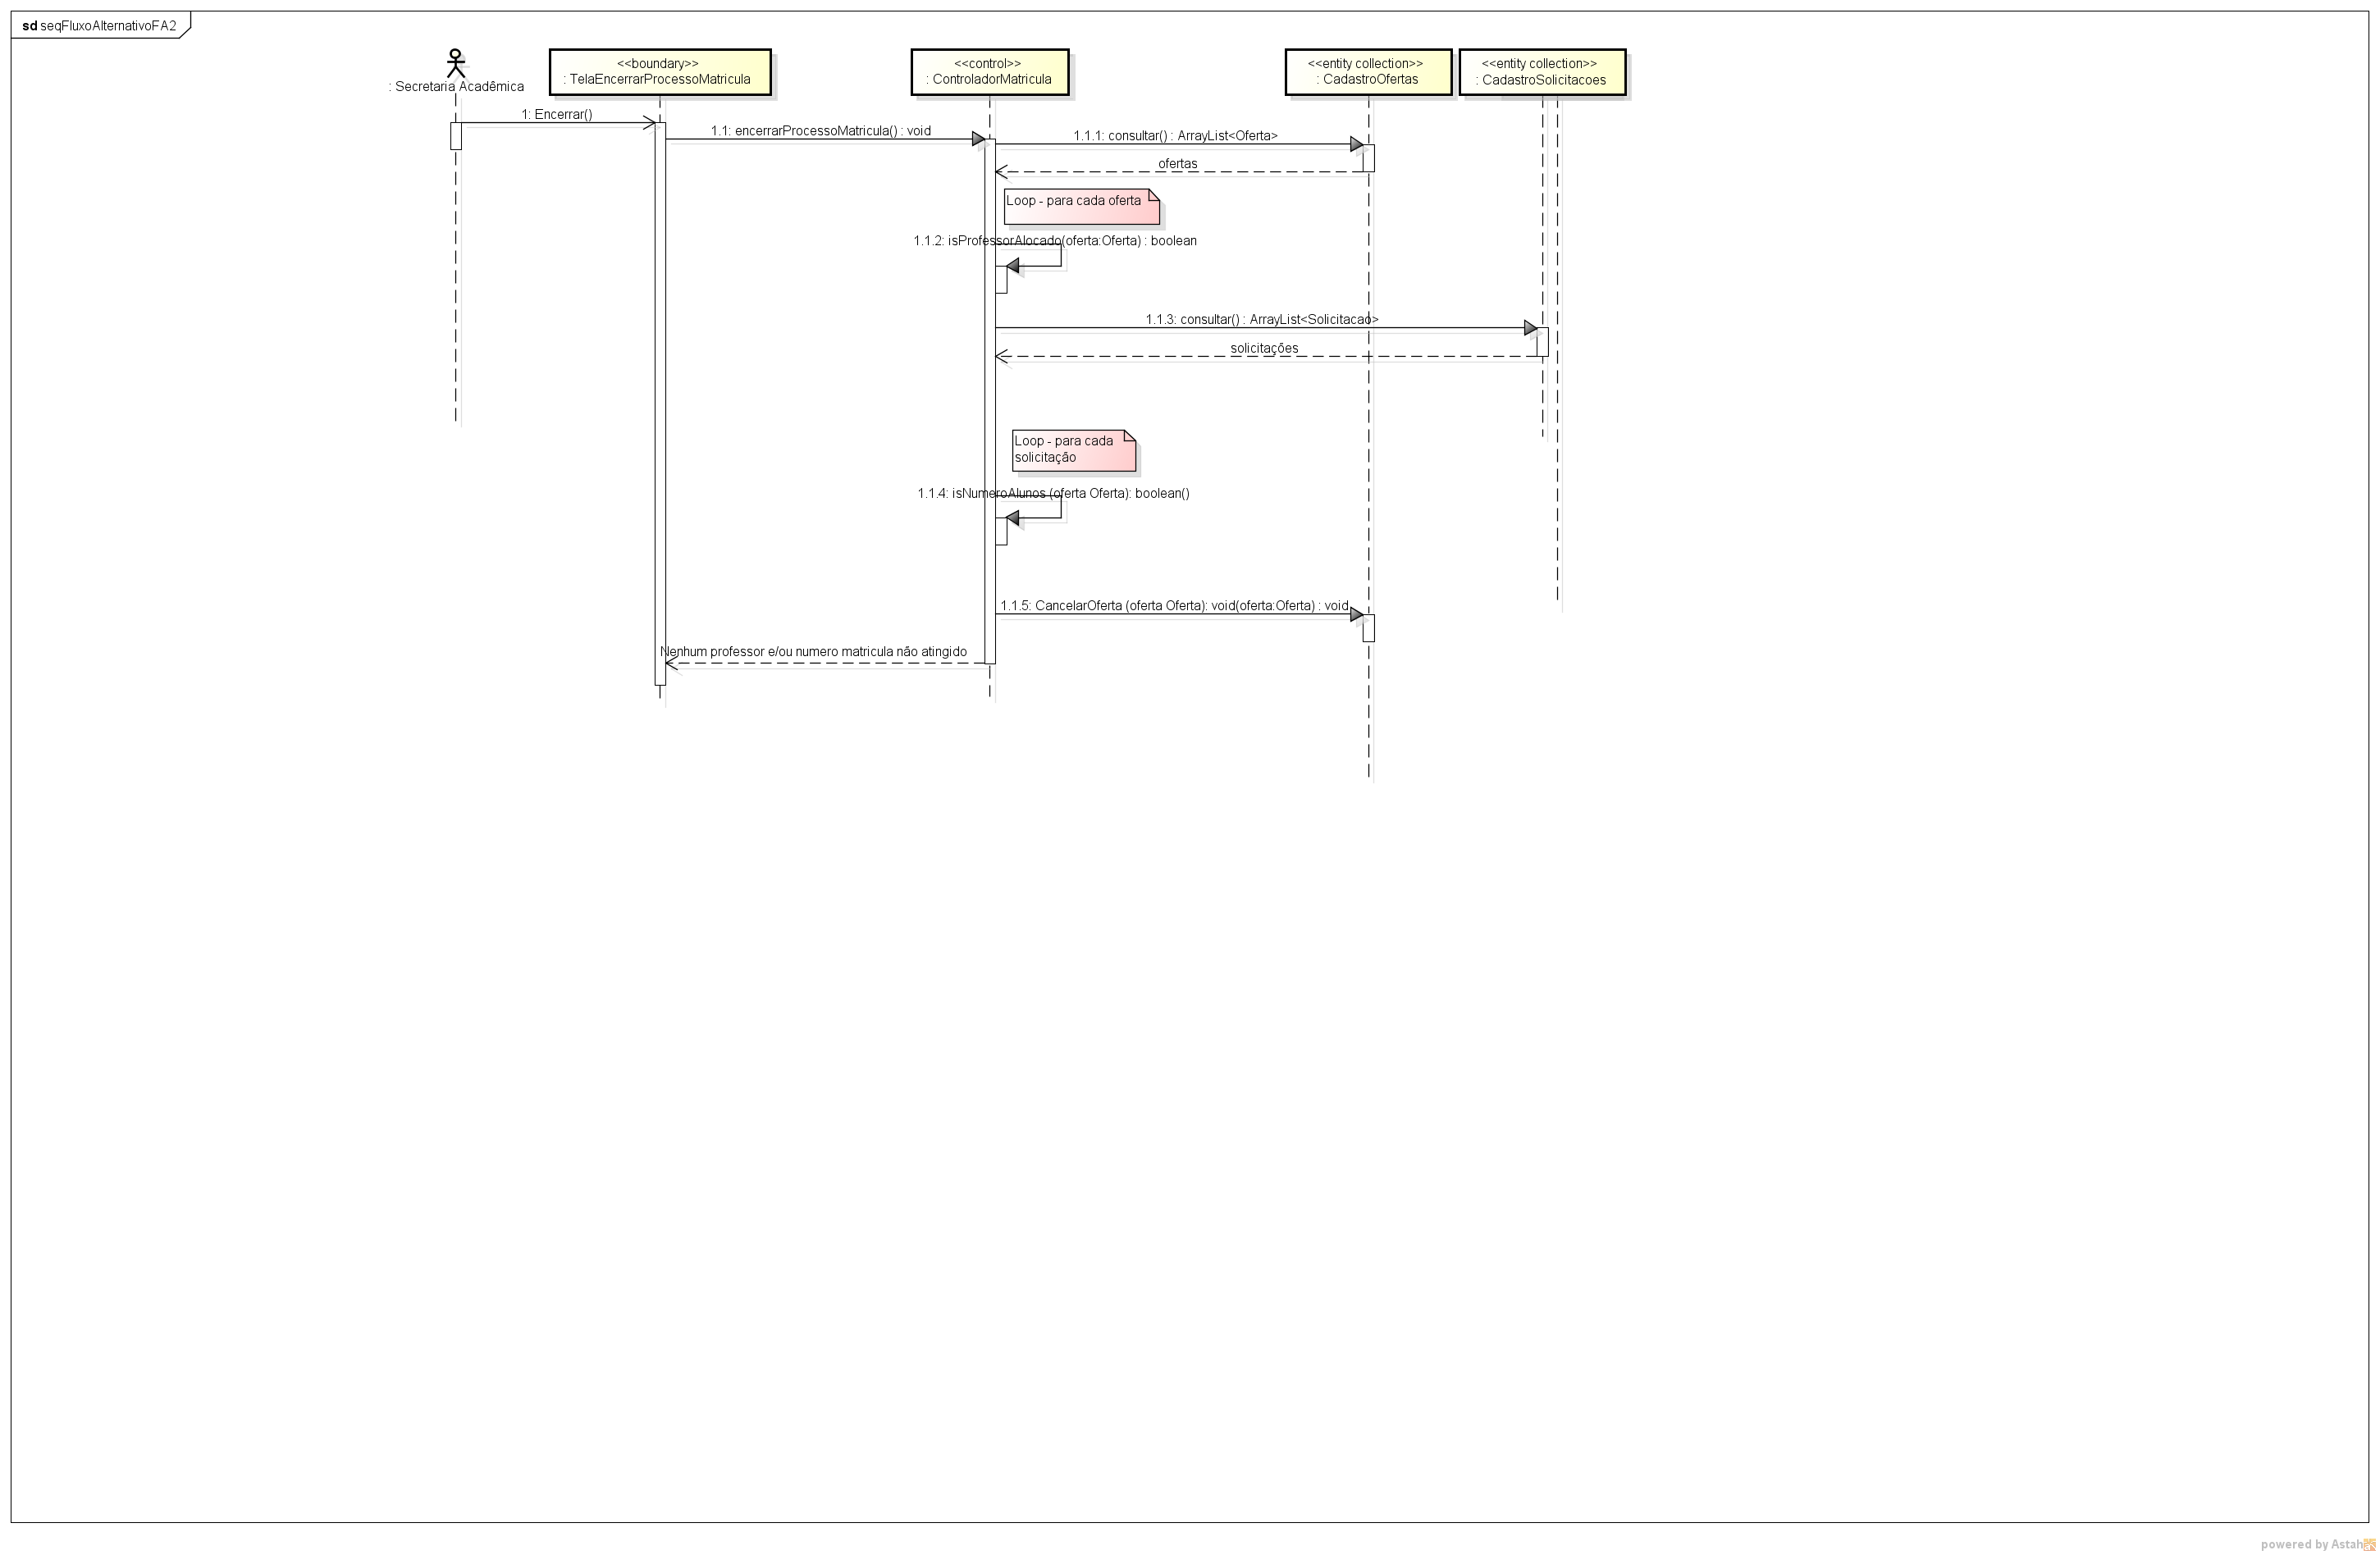 sd seqFluxoAlternativoFA2
: Secretaria Acadêmica
<<boundary>>
: TelaEncerrarProcessoMatricula
<<control>>
: ControladorMatricula
<<entity collection>>
: CadastroOfertas
<<entity collection>>
: CadastroSolicitacoes
1: Encerrar()
1.1: encerrarProcessoMatricula() : void
1.1.1: consultar() : ArrayList<Oferta>
ofertas
Loop - para cada oferta
1.1.2: isProfessorAlocado(oferta:Oferta) : boolean
1.1.3: consultar() : ArrayList<Solicitacao>
solicitações
Loop - para cada
solicitação
1.1.4: isNumeroAlunos (oferta Oferta): boolean()
1.1.5: CancelarOferta (oferta Oferta): void(oferta:Oferta) : void
Nenhum professor e/ou numero matricula não atingido
powered by Astah